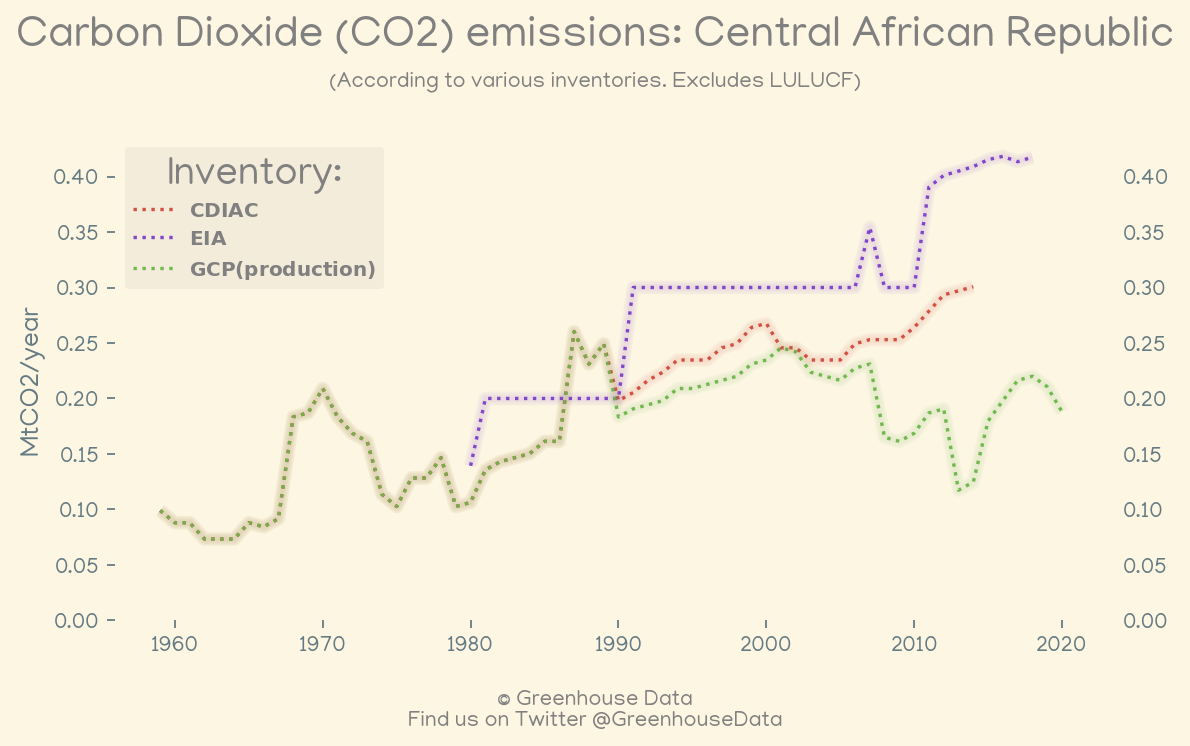 Carbon Dioxide (CO2) emissions: Central African Republic
(According to various inventories. Excludes LULUCF)
Inventory:
CDIAC
EIA
GCP(production)
MtCO2/year
0.40 0.40
0.35 0.35
0.30 0.30
0.25 0.25
0.20 0.20
0.15 0.15
0.10 0.10
0.05 0.05
0.00 0.00
1960 1970 1980 1990 2000 2010 2020
© Greenhouse Data
Find us on Twitter @GreenhouseData